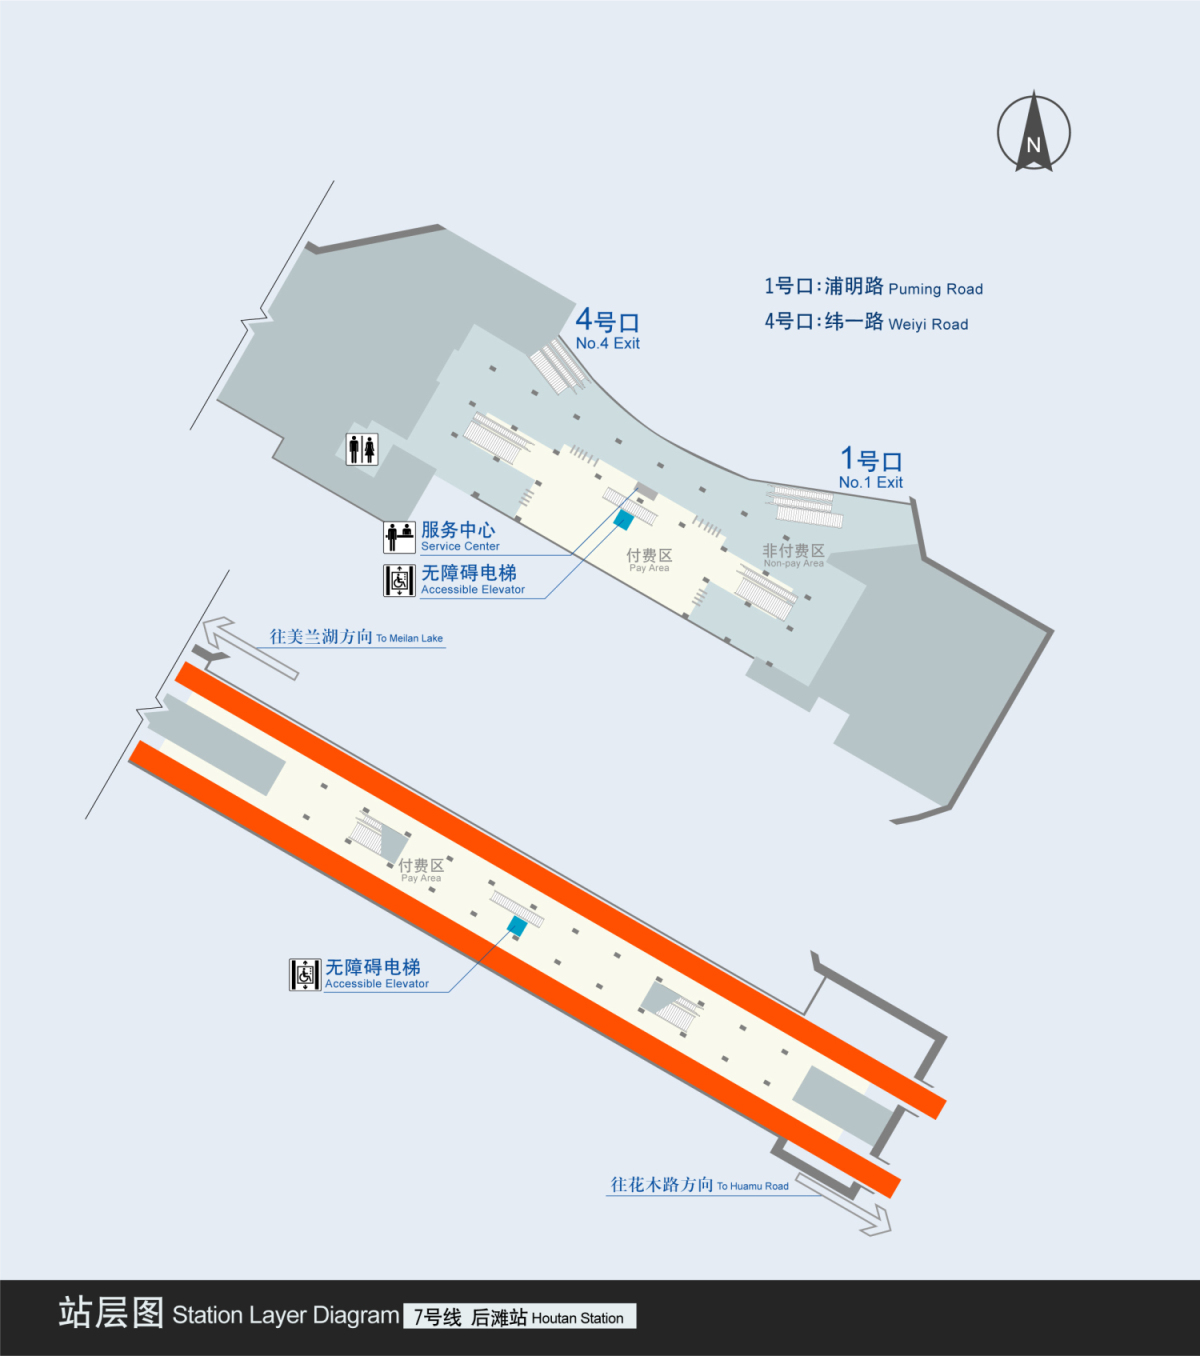 N
1号口:浦明路 Puming Road
4号口:纬一路 Weiyi Road
4号口
No.4 Exit
1号口
No.1 Exit
服务中心
Service Center
无障碍电梯
Accessible Elevator
付费区
Pay Area
非付费区
Non-pay Area
往美兰湖方向 To Meilan Lake
付费区
Pay Area
无障碍电梯
Accessible Elevator
往花木路方向 To Huamu Road
站层图 Station Layer Diagram 7号线 后滩站 Houtan Station